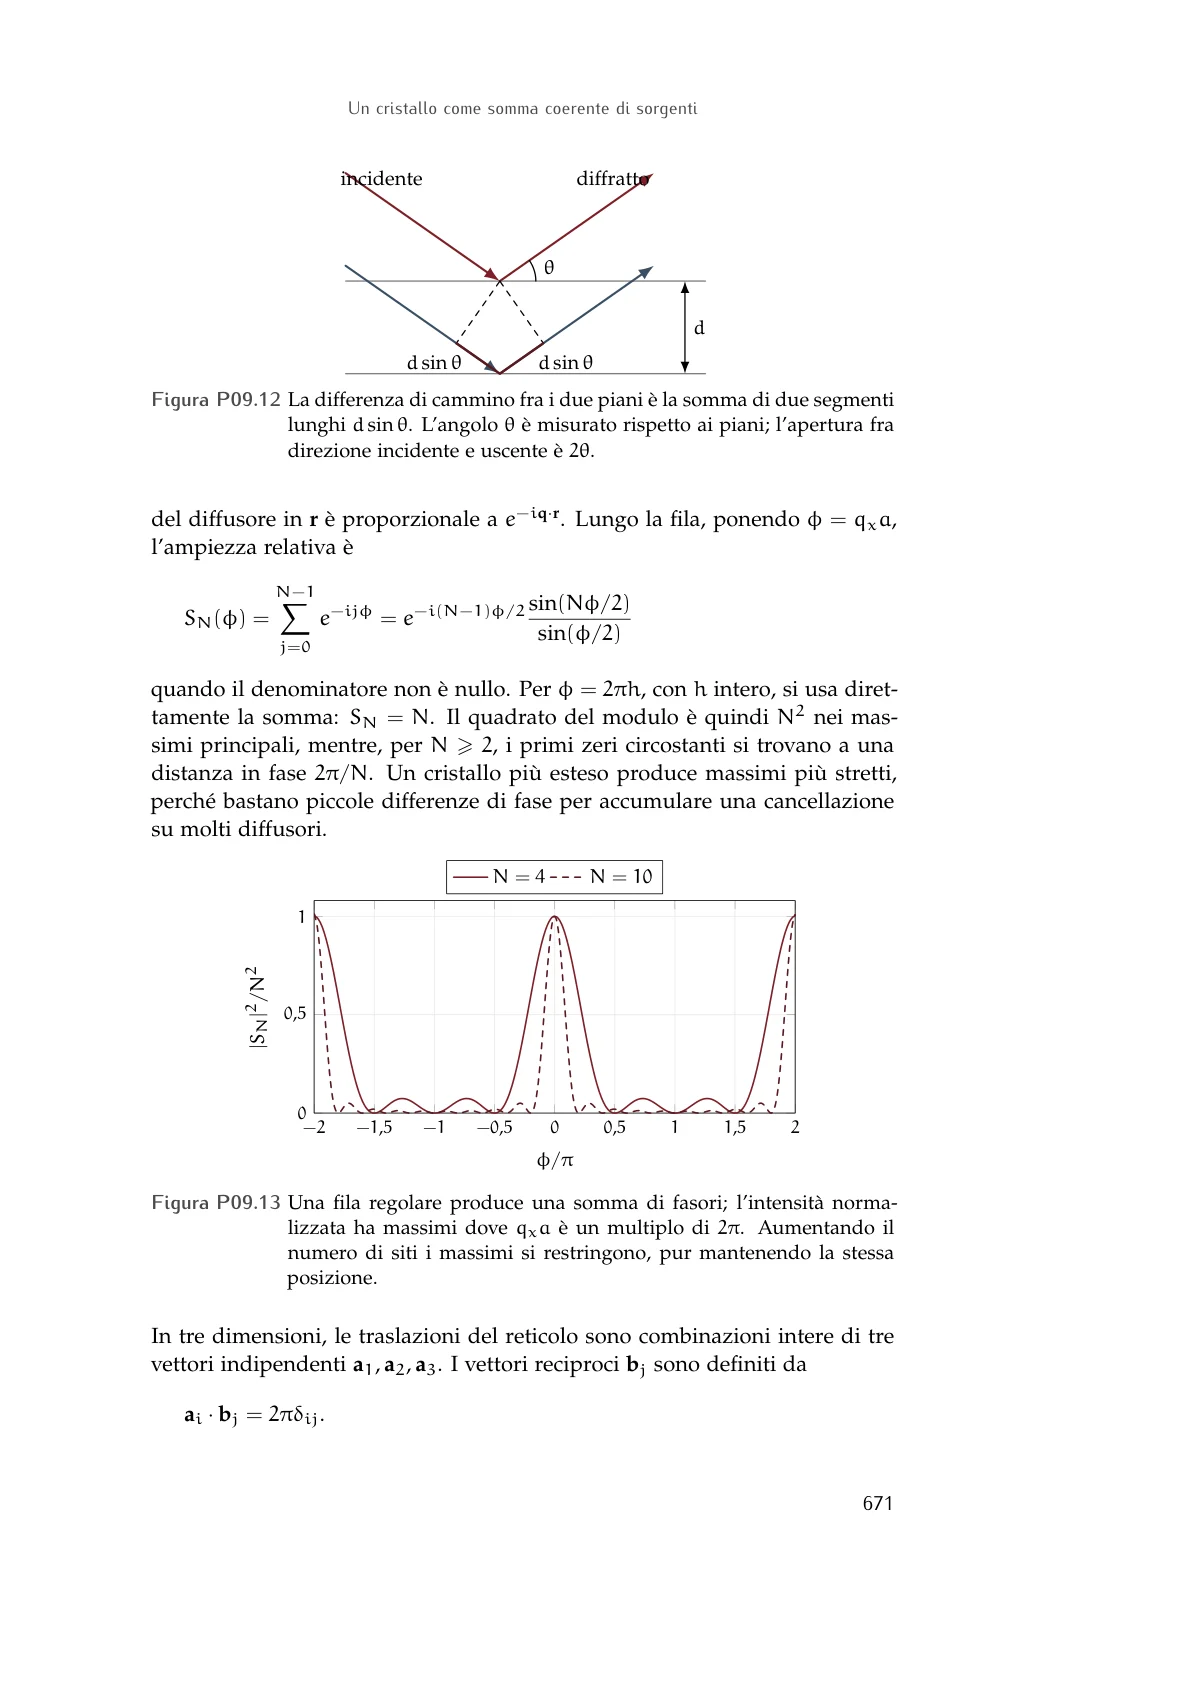 Un cristallo come somma coerente di sorgenti
incidente diffratto
θ
d
d sin θ d sin θ
Figura P09.12 La differenza di cammino fra i due piani è la somma di due segmenti
lunghi d sin θ. L’angolo θ è misurato rispetto ai piani; l’apertura fra
direzione incidente e uscente è 2θ.
del diffusore in r è proporzionale a e^{−iq·r}. Lungo la fila, ponendo ϕ = q_x a,
l’ampiezza relativa è
S_N(ϕ) = ∑_{j=0}^{N−1} e^{−ijϕ} = e^{−i(N−1)ϕ/2} sin(Nϕ/2) / sin(ϕ/2)
quando il denominatore non è nullo. Per ϕ = 2πh, con h intero, si usa diret-
tamente la somma: S_N = N. Il quadrato del modulo è quindi N² nei mas-
simi principali, mentre, per N ⩾ 2, i primi zeri circostanti si trovano a una
distanza in fase 2π/N. Un cristallo più esteso produce massimi più stretti,
perché bastano piccole differenze di fase per accumulare una cancellazione
su molti diffusori.
N = 4 N = 10
1
0,5
0
|S_N|²/N²
−2 −1,5 −1 −0,5 0 0,5 1 1,5 2
ϕ/π
Figura P09.13 Una fila regolare produce una somma di fasori; l’intensità norma-
lizzata ha massimi dove q_x a è un multiplo di 2π. Aumentando il
numero di siti i massimi si restringono, pur mantenendo la stessa
posizione.
In tre dimensioni, le traslazioni del reticolo sono combinazioni intere di tre
vettori indipendenti a₁, a₂, a₃. I vettori reciproci b_j sono definiti da
a_i · b_j = 2πδ_{ij}.
671